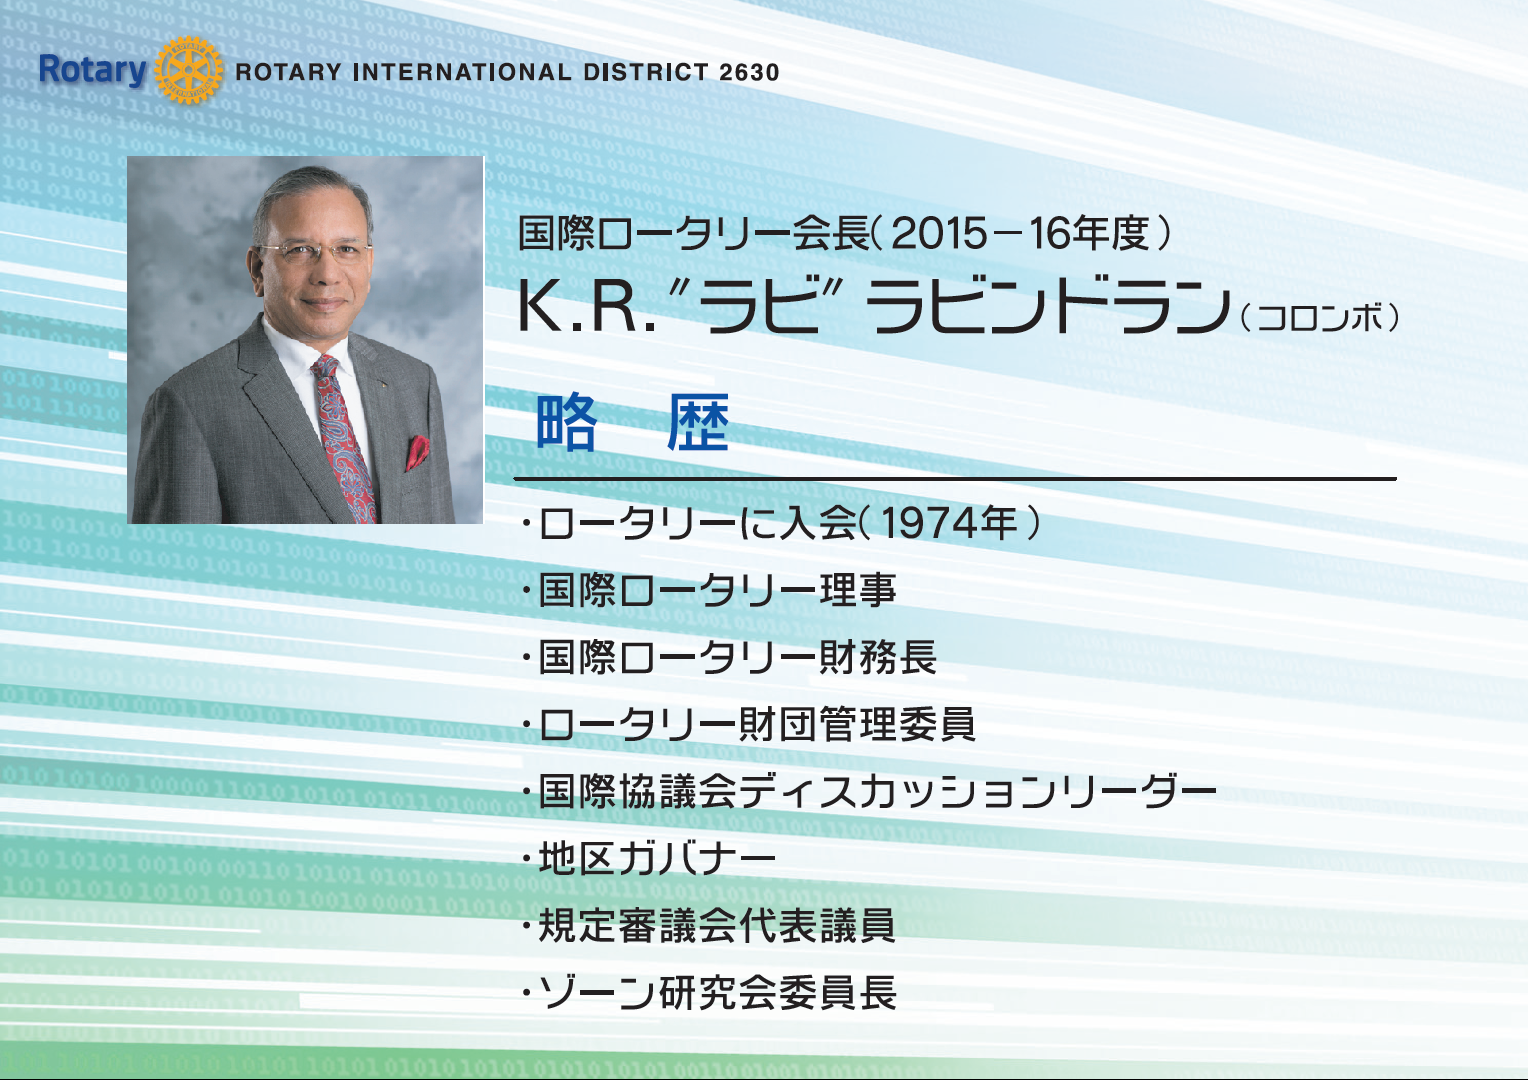 Rotary ROTARY INTERNATIONAL DISTRICT 2630
国際ロータリー会長（2015－16年度）
K.R. “ラビ” ラビンドラン（コロンボ）
略　歴
・ロータリーに入会（1974年）
・国際ロータリー理事
・国際ロータリー財務長
・ロータリー財団管理委員
・国際協議会ディスカッションリーダー
・地区ガバナー
・規定審議会代表議員
・ゾーン研究会委員長